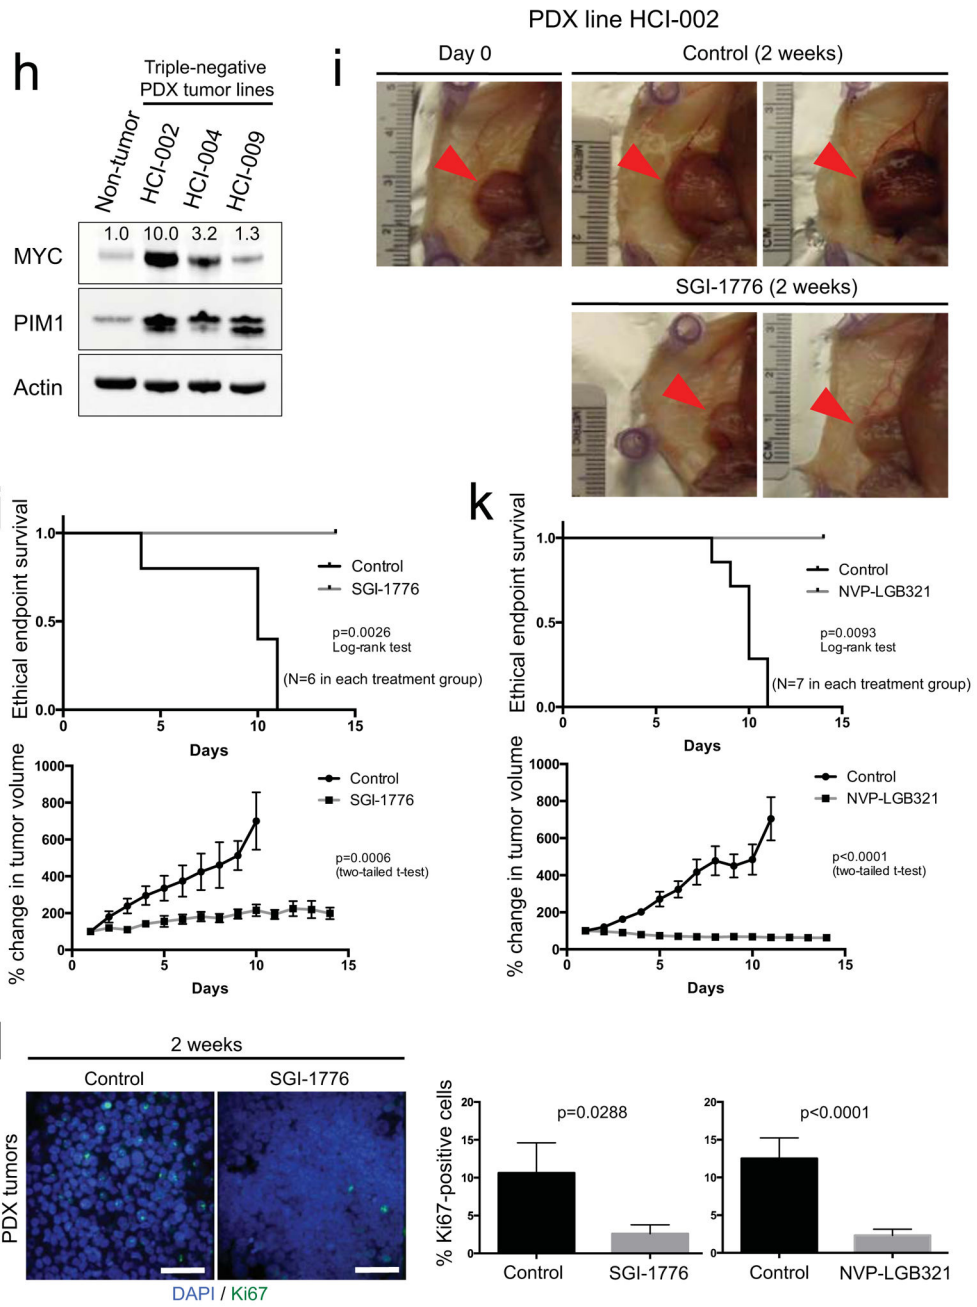 PDX line HCI-002
h
Triple-negative
PDX tumor lines
Non-tumor
HCI-002
HCI-004
HCI-009
1.0 10.0 3.2 1.3
MYC
PIM1
Actin
i
Day 0
Control (2 weeks)
METRIC 1
CM
SGI-1776 (2 weeks)
METRIC 1
CM
Ethical endpoint survival
1.0
0.5
0.0
0 5 10 15
Days
Control
SGI-1776
p=0.0026
Log-rank test
(N=6 in each treatment group)
% change in tumor volume
1000
800
600
400
200
0
0 5 10 15
Days
Control
SGI-1776
p=0.0006
(two-tailed t-test)
k
Ethical endpoint survival
1.0
0.5
0.0
0 5 10 15
Days
Control
NVP-LGB321
p=0.0093
Log-rank test
(N=7 in each treatment group)
% change in tumor volume
1000
800
600
400
200
0
0 5 10 15
Days
Control
NVP-LGB321
p<0.0001
(two-tailed t-test)
2 weeks
Control
SGI-1776
PDX tumors
DAPI / Ki67
% Ki67-positive cells
20
15
10
5
0
p=0.0288
Control
SGI-1776
20
15
10
5
0
p<0.0001
Control
NVP-LGB321